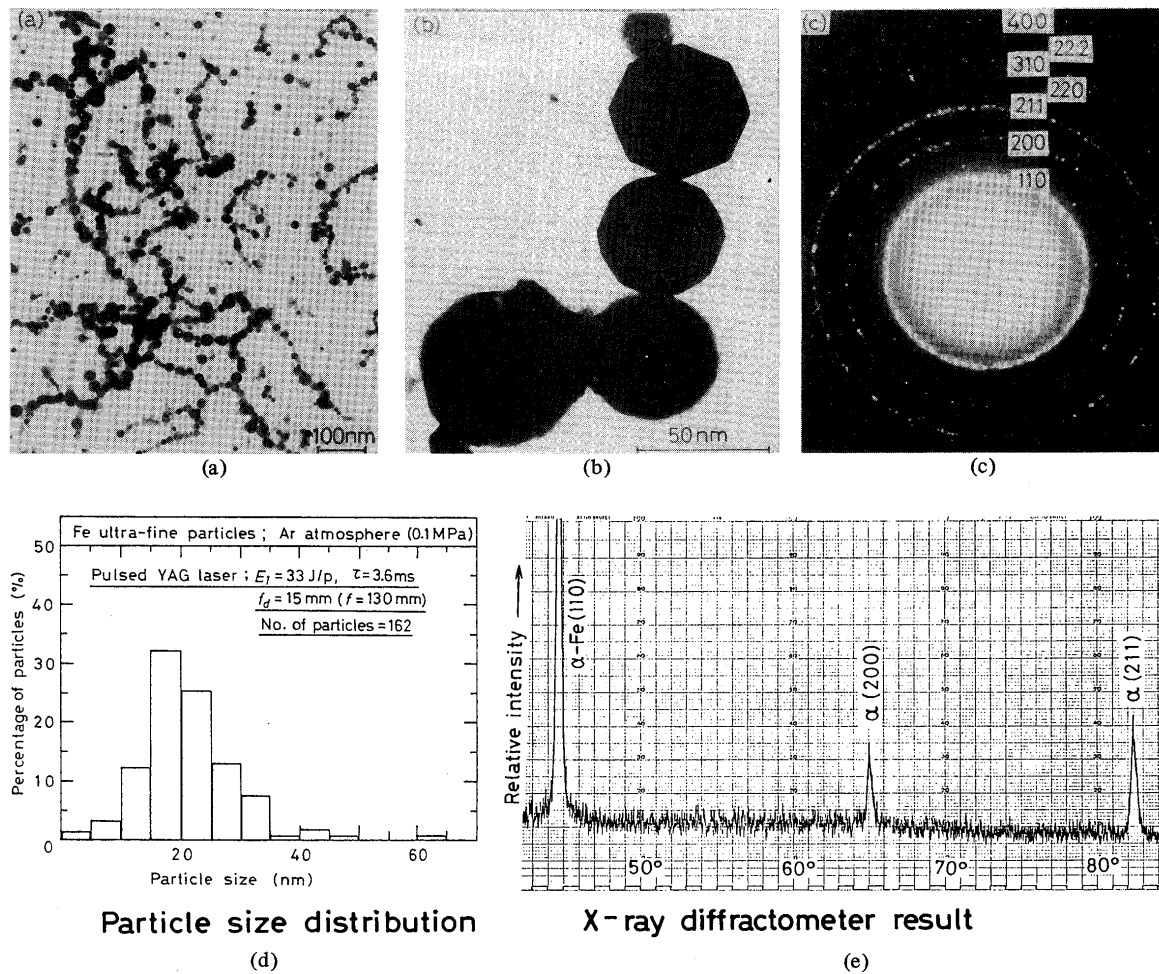 (a)
100nm
(a)
(b)
50nm
(b)
(c)
400
222
310
220
211
200
110
(c)
Fe ultra-fine particles ; Ar atmosphere (0.1MPa)
Pulsed YAG laser ; E₁ = 33 J/p, τ = 3.6ms
f_d = 15 mm ( f = 130 mm )
No. of particles = 162
Percentage of particles (%)
50
40
30
20
10
0
20
40
60
Particle size (nm)
Particle size distribution
(d)
Relative intensity
α-Fe (110)
α (200)
α (211)
50°
60°
70°
80°
X-ray diffractometer result
(e)